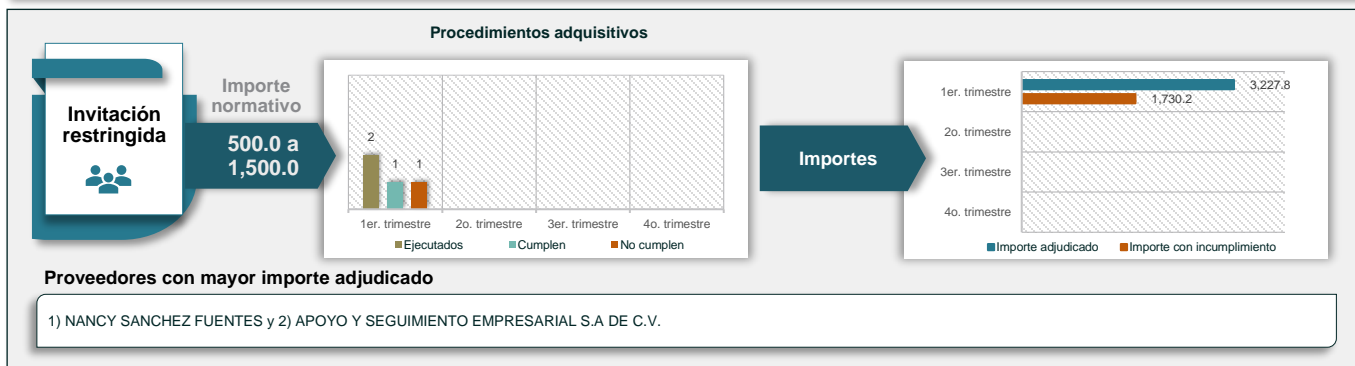 Procedimientos adquisitivos
Invitación
restringida
Importe
normativo
500.0 a
1,500.0
2
1
1
1er. trimestre
2o. trimestre
3er. trimestre
4o. trimestre
Ejecutados
Cumplen
No cumplen
Importes
1er. trimestre
2o. trimestre
3er. trimestre
4o. trimestre
3,227.8
1,730.2
Importe adjudicado
Importe con incumplimiento
Proveedores con mayor importe adjudicado
1) NANCY SANCHEZ FUENTES y 2) APOYO Y SEGUIMIENTO EMPRESARIAL S.A DE C.V.